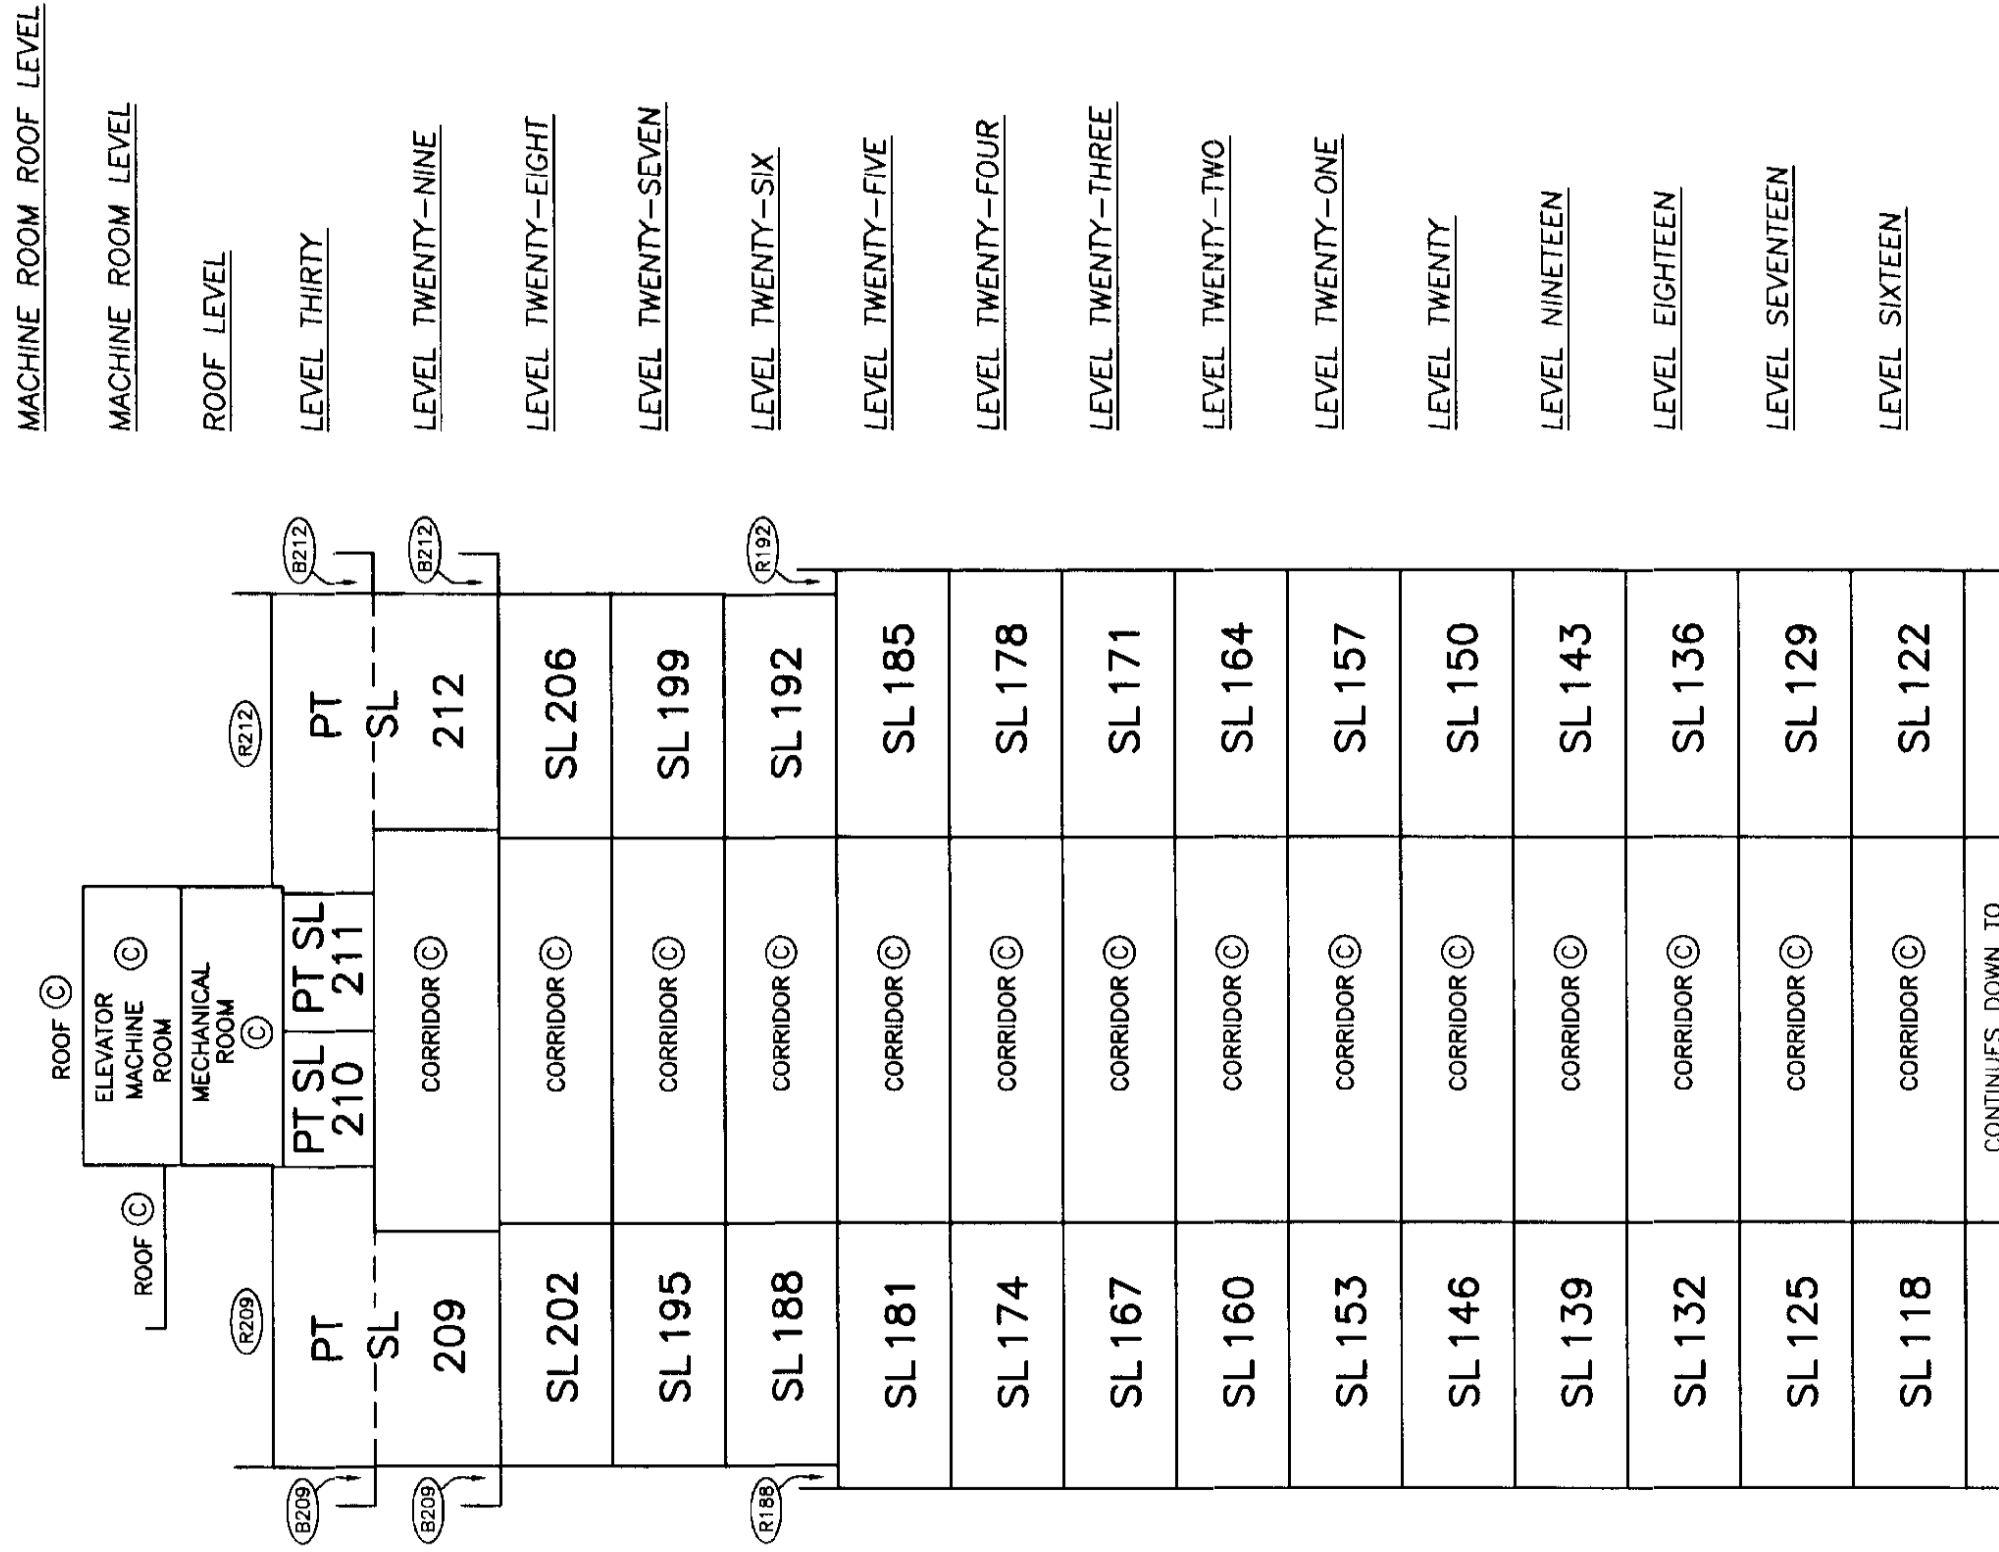 MACHINE ROOM ROOF LEVEL
ROOF Ⓒ
MACHINE ROOM LEVEL
ROOF Ⓒ
ELEVATOR
MACHINE Ⓒ
ROOM
ROOF LEVEL
R209
MECHANICAL
ROOM
Ⓒ
R212
LEVEL THIRTY
B209
PT
SL
209
PT SL
210
PT SL
211
PT
SL
212
B212
LEVEL TWENTY-NINE
B209
CORRIDOR Ⓒ
B212
LEVEL TWENTY-EIGHT
SL 202
CORRIDOR Ⓒ
SL 206
LEVEL TWENTY-SEVEN
SL 195
CORRIDOR Ⓒ
SL 199
LEVEL TWENTY-SIX
R188
SL 188
CORRIDOR Ⓒ
SL 192
R192
LEVEL TWENTY-FIVE
SL 181
CORRIDOR Ⓒ
SL 185
LEVEL TWENTY-FOUR
SL 174
CORRIDOR Ⓒ
SL 178
LEVEL TWENTY-THREE
SL 167
CORRIDOR Ⓒ
SL 171
LEVEL TWENTY-TWO
SL 160
CORRIDOR Ⓒ
SL 164
LEVEL TWENTY-ONE
SL 153
CORRIDOR Ⓒ
SL 157
LEVEL TWENTY
SL 146
CORRIDOR Ⓒ
SL 150
LEVEL NINETEEN
SL 139
CORRIDOR Ⓒ
SL 143
LEVEL EIGHTEEN
SL 132
CORRIDOR Ⓒ
SL 136
LEVEL SEVENTEEN
SL 125
CORRIDOR Ⓒ
SL 129
LEVEL SIXTEEN
SL 118
CORRIDOR Ⓒ
SL 122
CONTINUES DOWN TO